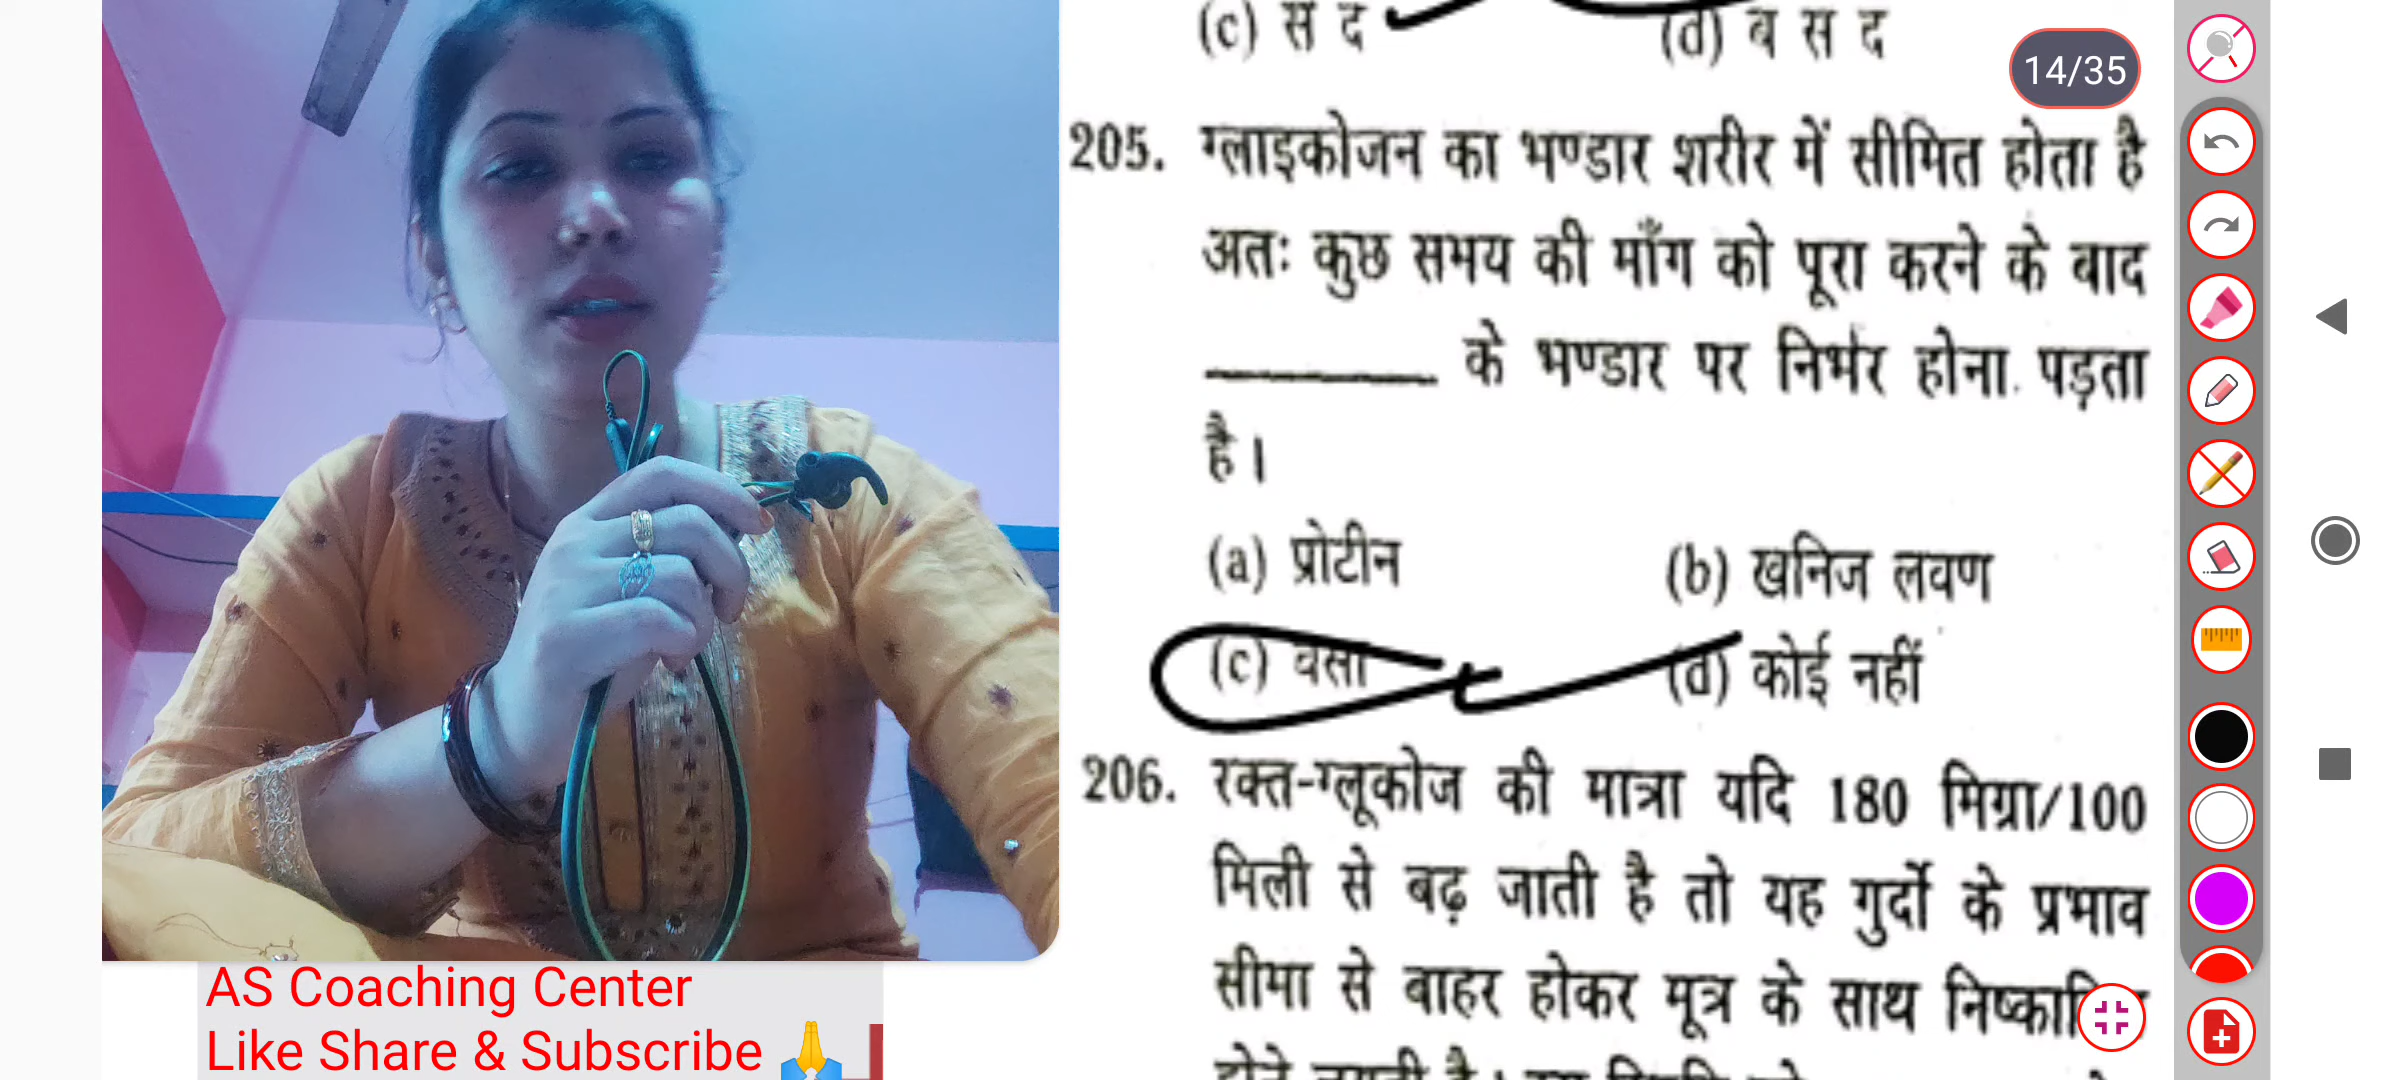 (c) स द
(d) ब स द
14/35
205. ग्लाइकोजन का भण्डार शरीर में सीमित होता है
अतः कुछ समय की माँग को पूरा करने के बाद
________ के भण्डार पर निर्भर होना पड़ता
है।
(a) प्रोटीन
(b) खनिज लवण
(c) वसा
(d) कोई नहीं
206. रक्त-ग्लूकोज की मात्रा यदि 180 मिग्रा/100
मिली से बढ़ जाती है तो यह गुर्दो के प्रभाव
सीमा से बाहर होकर मूत्र के साथ
AS Coaching Center
Like Share & Subscribe 🙏